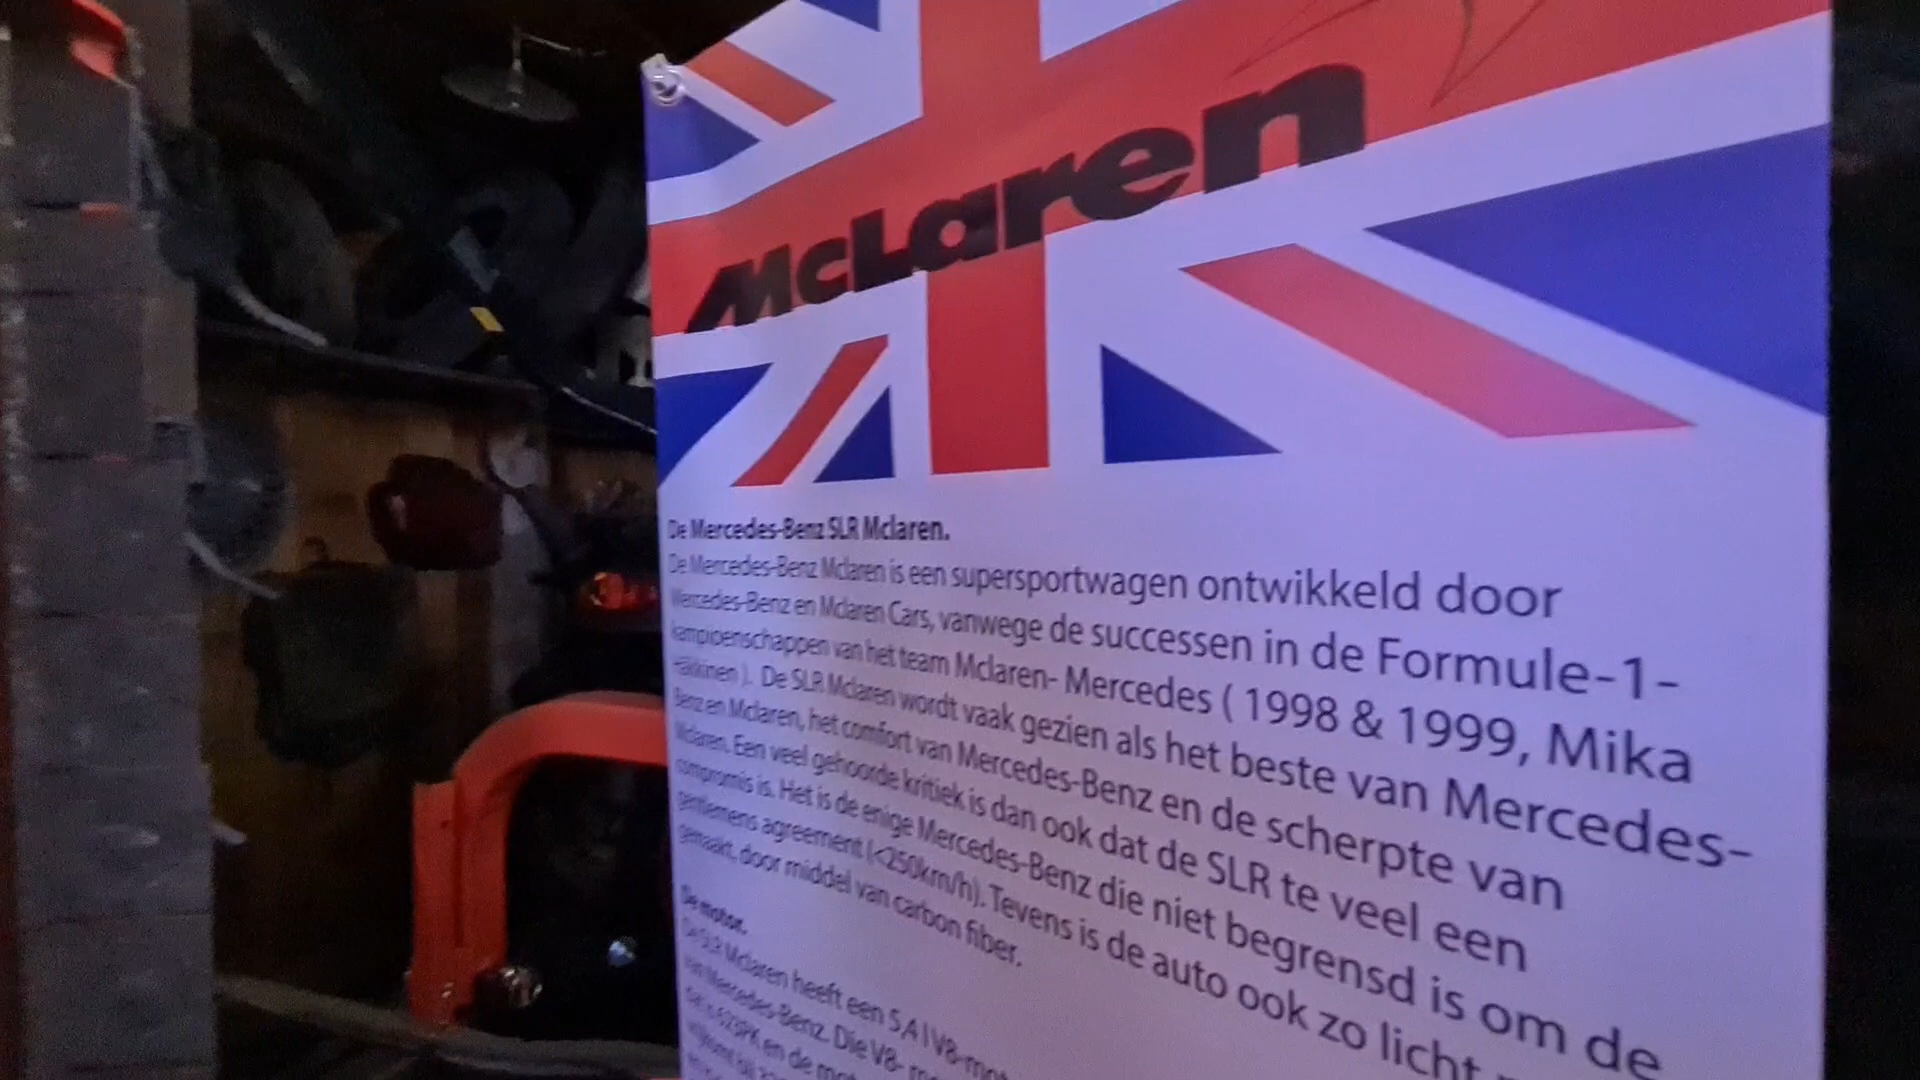 McLaren
De Mercedes-Benz SLR Mclaren.
De Mercedes-Benz Mclaren is een supersportwagen ontwikkeld door
Mercedes-Benz en Mclaren Cars, vanwege de successen in de Formule-1-
kampioenschappen van het team Mclaren- Mercedes ( 1998 & 1999, Mika
Hakkinen ). De SLR Mclaren wordt vaak gezien als het beste van Mercedes-
Benz en Mclaren, het comfort van Mercedes-Benz en de scherpte van
Mclaren. Een veel gehoorde kritiek is dan ook dat de SLR te veel een
compromis is. Het is de enige Mercedes-Benz die niet begrensd is om de
gentlemens agreement (<250km/h). Tevens is de auto ook zo licht
gemaakt, door middel van carbon fiber.
De motor.
De SLR Mclaren heeft een 5,4 l V8-mot
van Mercedes-Benz. Die V8-
623PK en de